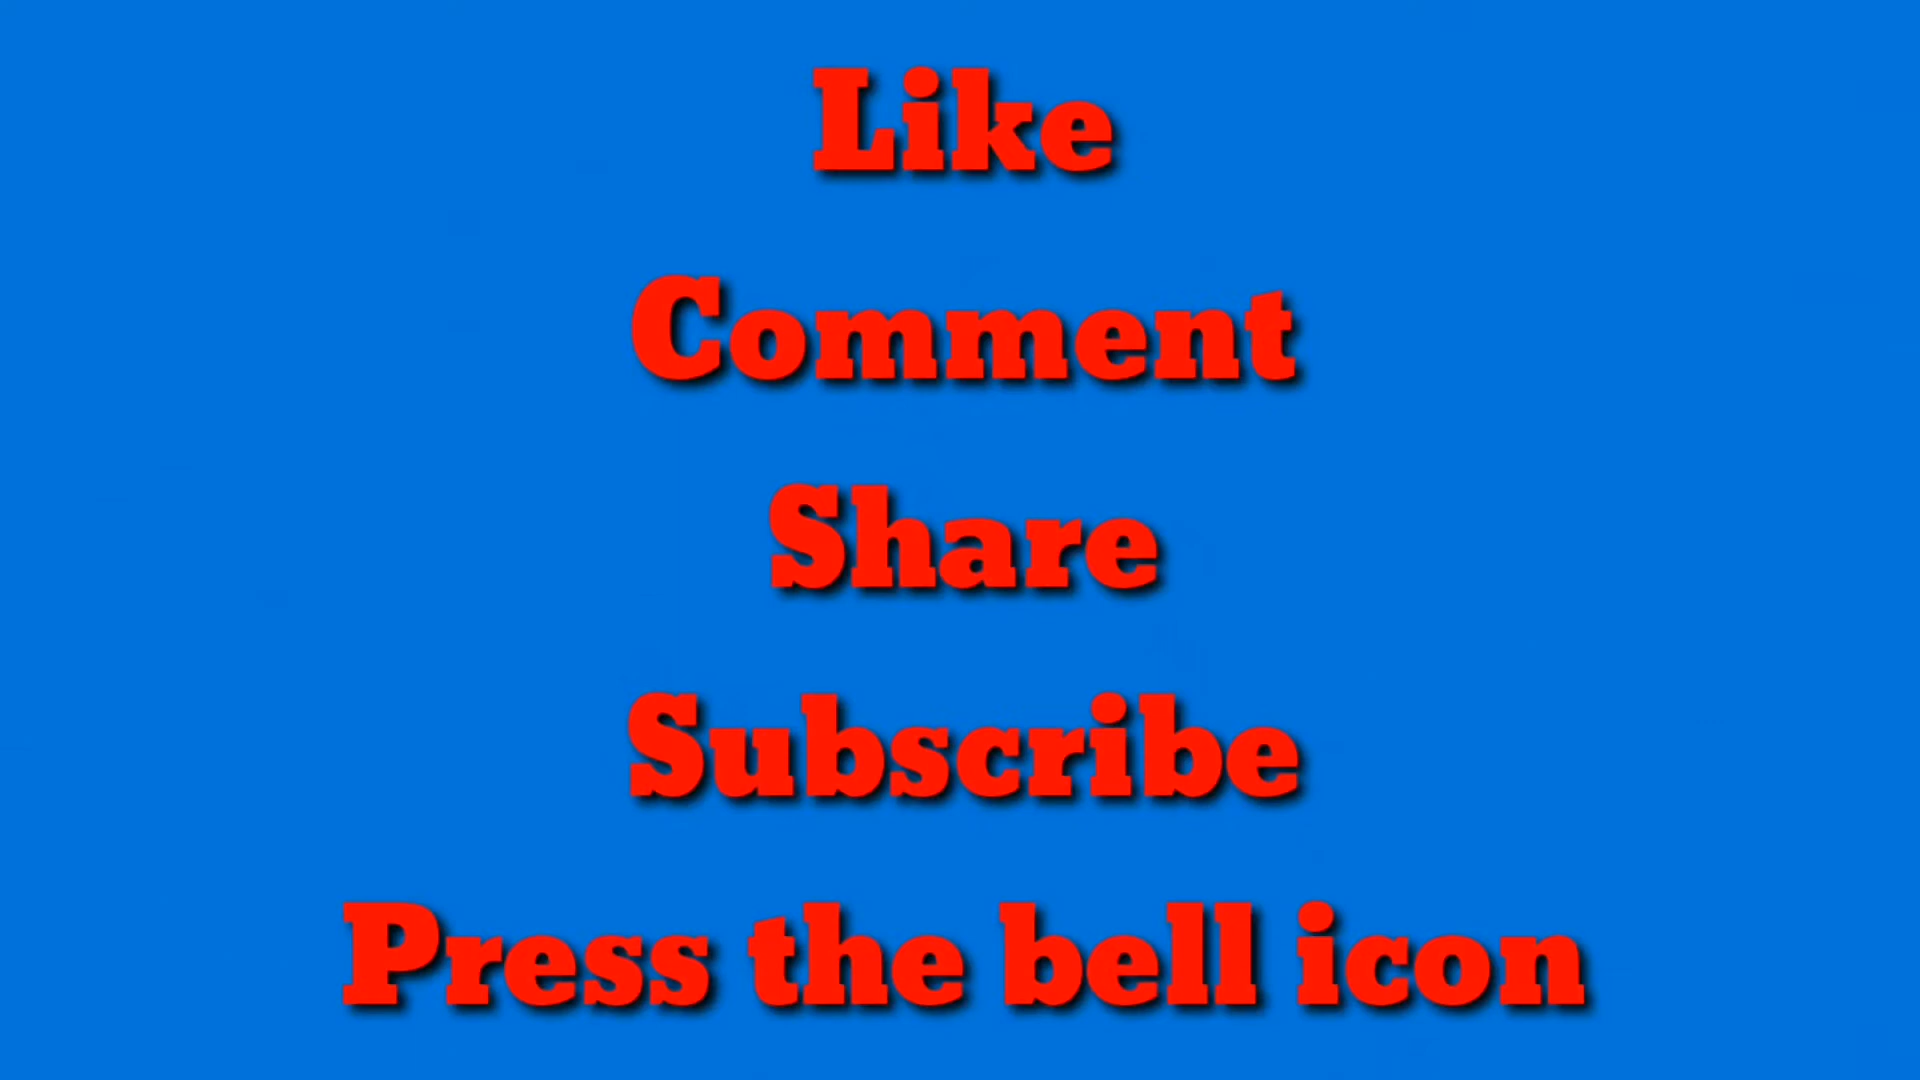 Like
Comment
Share
Subscribe
Press the bell icon